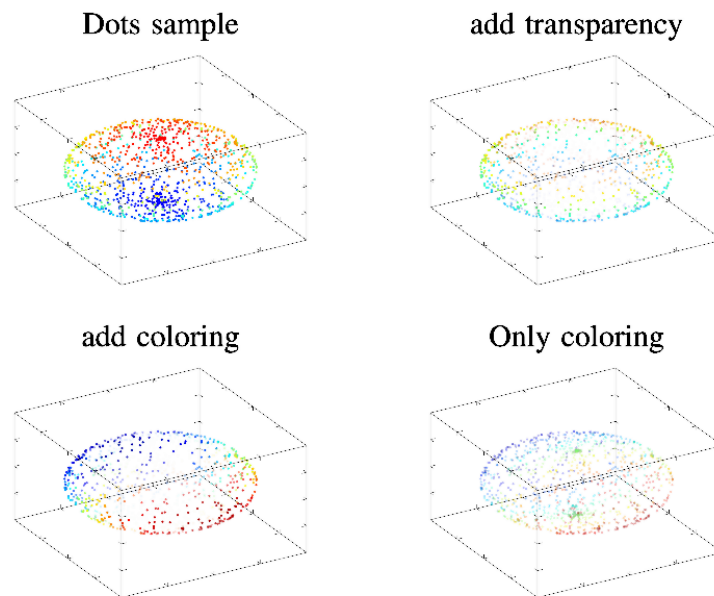 Dots sample
add transparency
add coloring
Only coloring